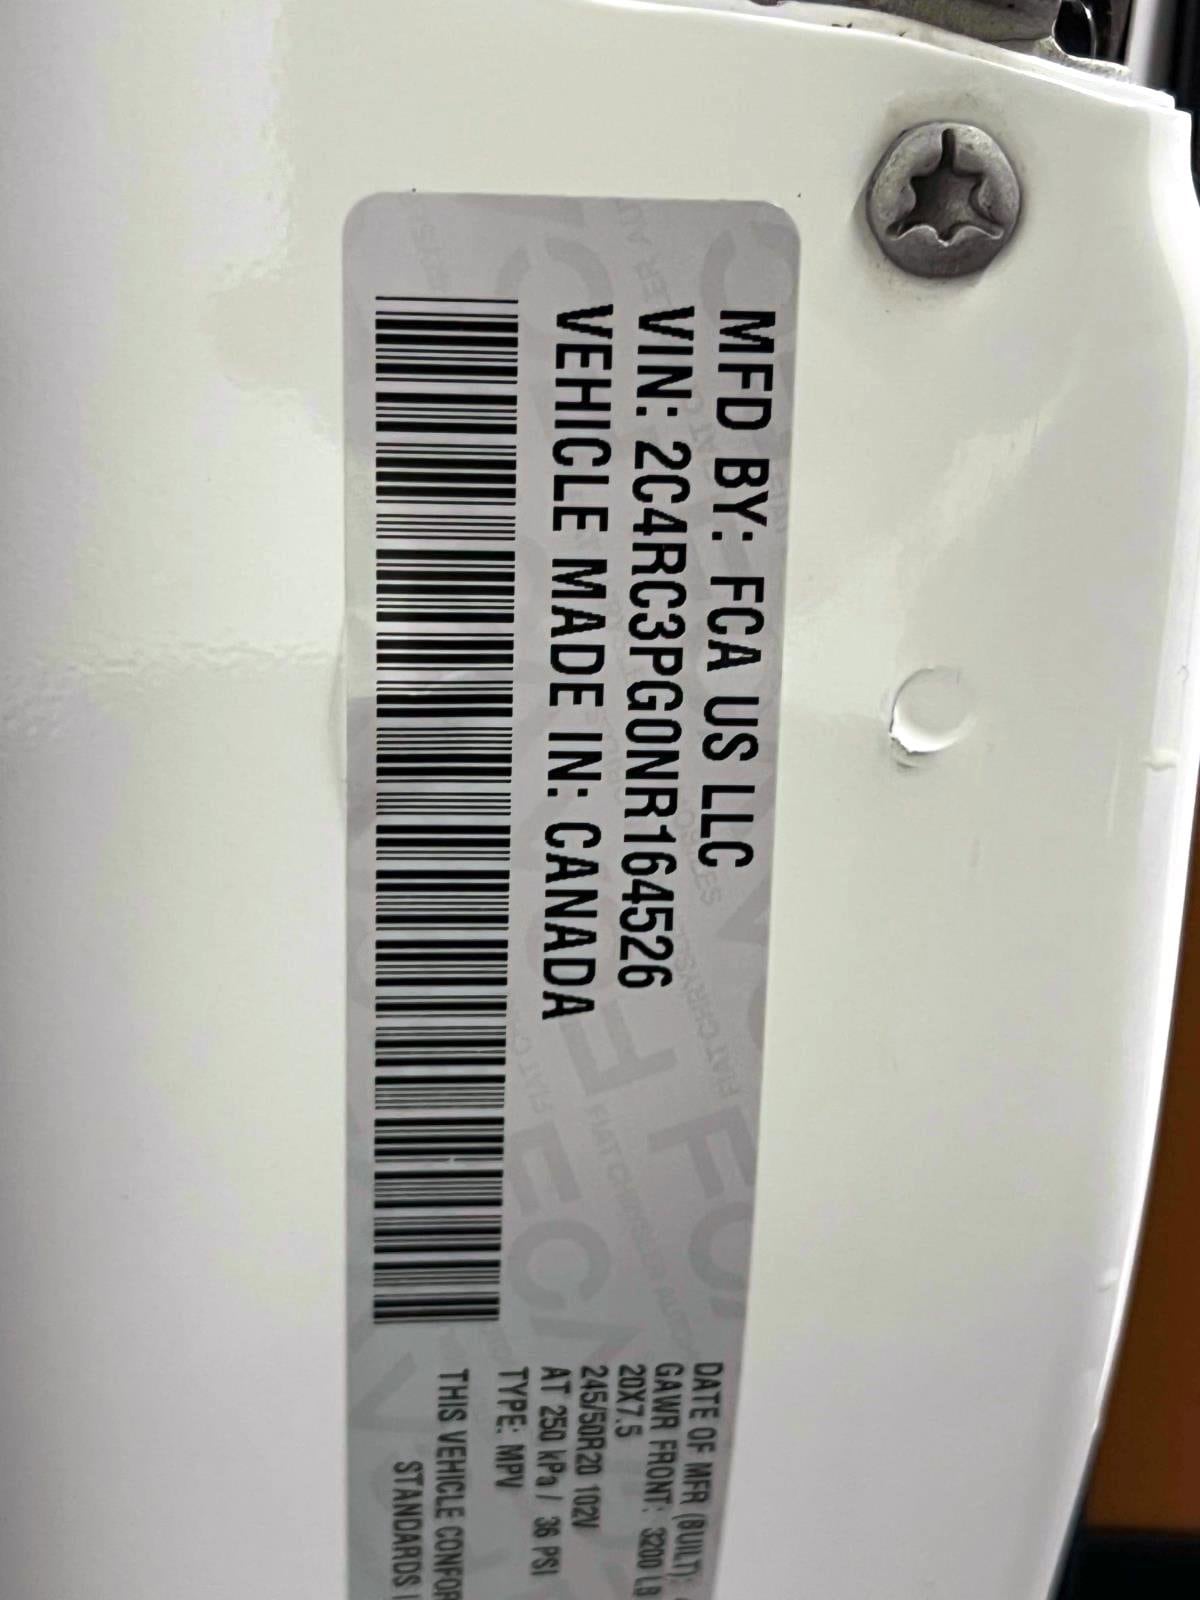 MFD BY: FCA US LLC
VIN: 2C4RC3PG0NR164526
VEHICLE MADE IN: CANADA
DATE OF MFR (BUILT):
GAWR FRONT: 3200 LB
20X7.5
245/50R20 102V
AT 250 kPa / 36 PSI
TYPE: MPV
THIS VEHICLE CONFOR
STANDARDS